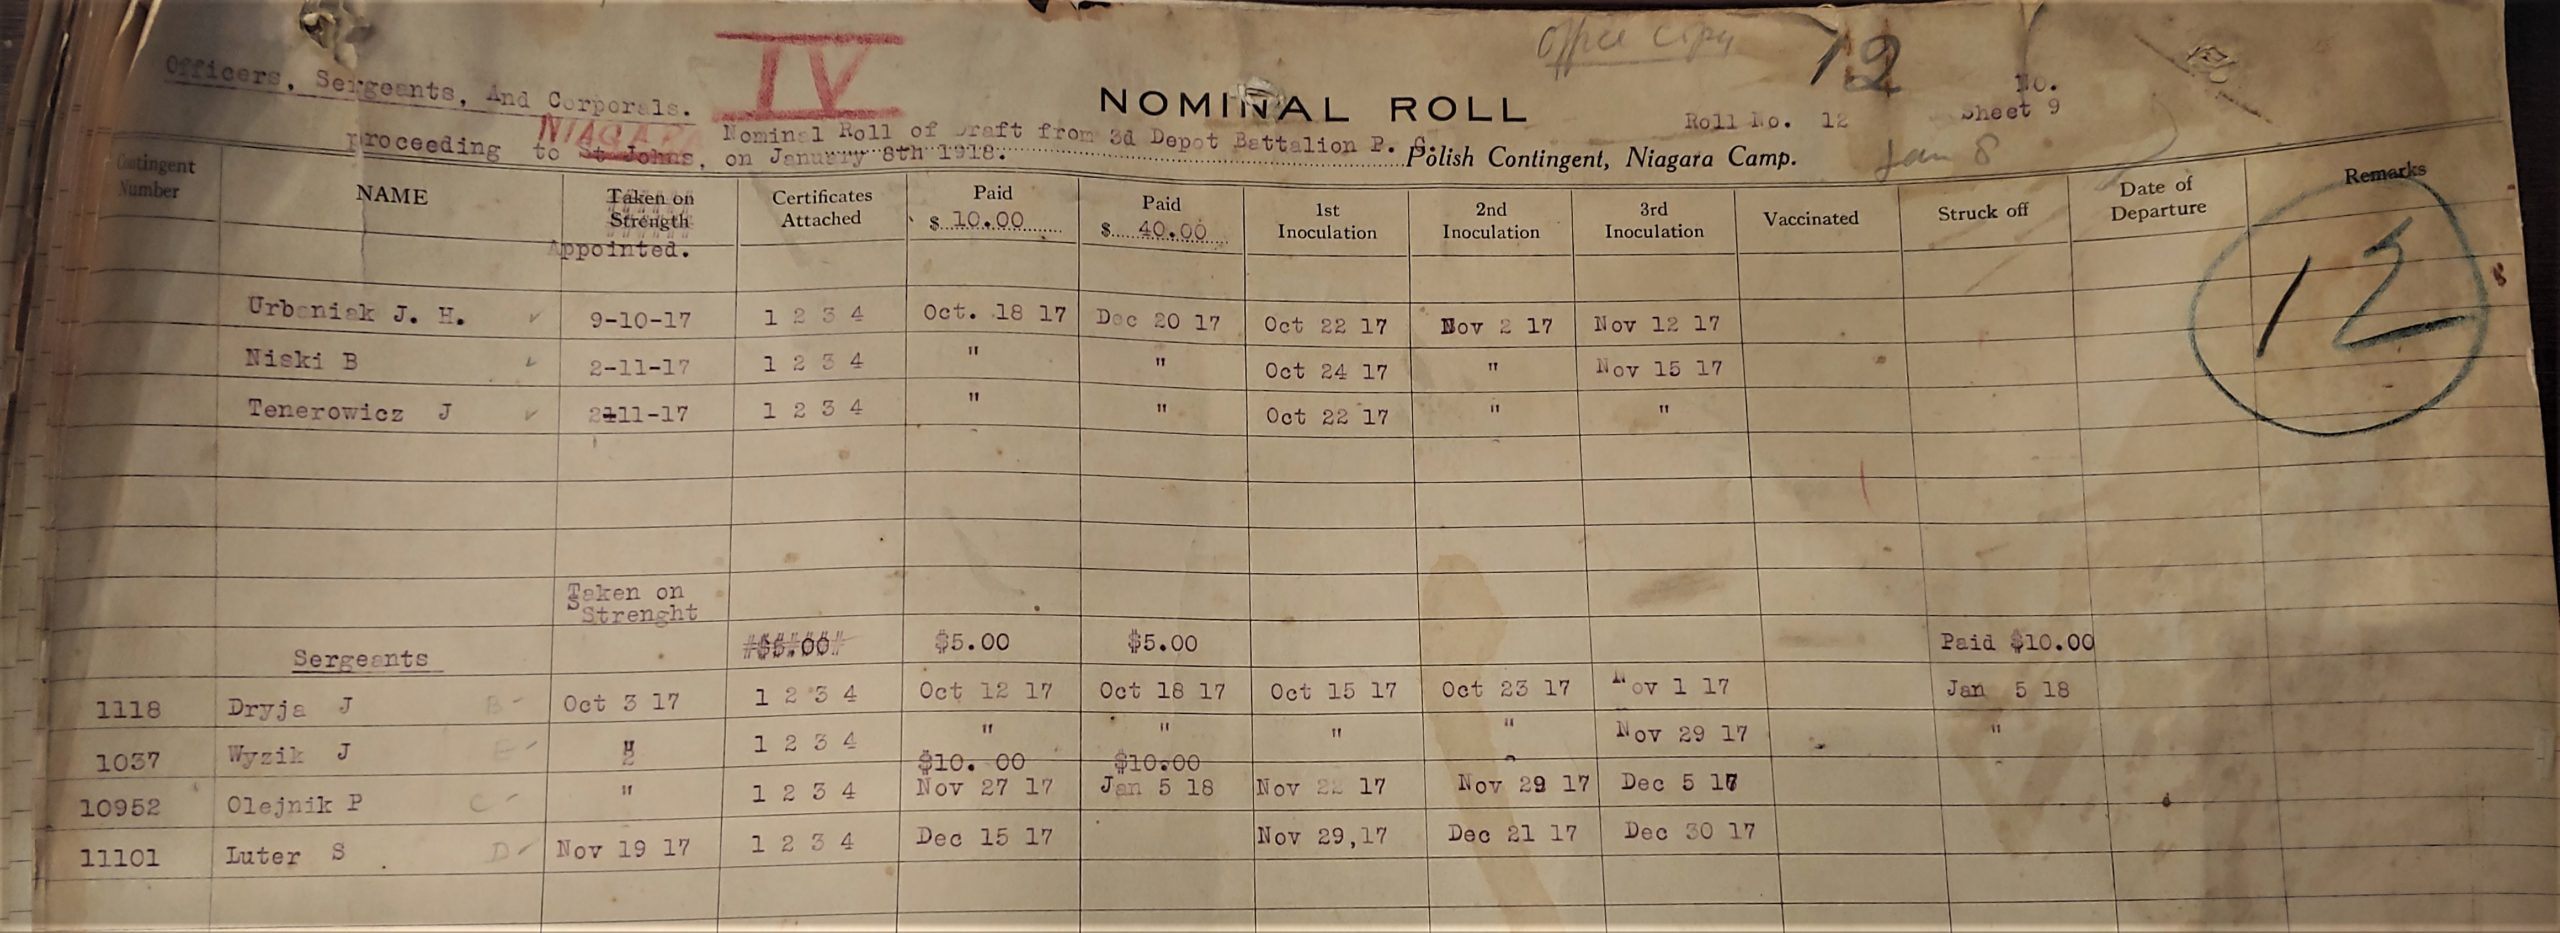 IV
Office Copy
12
Officers, Sergeants, And Corporals.
NOMINAL ROLL
Roll No. 12
No.
Sheet 9
NIAGARA
Nominal Roll of Draft from 3d Depot Battalion P. C.
proceeding to St Johns, on January 8th 1918.
Polish Contingent, Niagara Camp.
Jan 8
Contingent Number NAME Taken on Strength Certificates Attached Paid $ 10.00 Paid $ 40.00 1st Inoculation 2nd Inoculation 3rd Inoculation Vaccinated Struck off Date of Departure Remarks
Appointed.
12
Urbaniak J. H. 9-10-17 1 2 3 4 Oct. 18 17 Dec 20 17 Oct 22 17 Nov 2 17 Nov 12 17
Niski B 2-11-17 1 2 3 4 " " Oct 24 17 " Nov 15 17
Tenerowicz J 2-11-17 1 2 3 4 " " Oct 22 17 " "
Taken on
Strenght
Sergeants $5.00 $5.00 $5.00 Paid $10.00
1118 Dryja J B- Oct 3 17 1 2 3 4 Oct 12 17 Oct 18 17 Oct 15 17 Oct 23 17 Nov 1 17 Jan 5 18
1037 Wyzik J " 1 2 3 4 " " " " Nov 29 17 "
$10. 00 $10.00
10952 Olejnik P C- " 1 2 3 4 Nov 27 17 Jan 5 18 Nov 22 17 Nov 29 17 Dec 5 17
11101 Luter S D- Nov 19 17 1 2 3 4 Dec 15 17 Nov 29,17 Dec 21 17 Dec 30 17